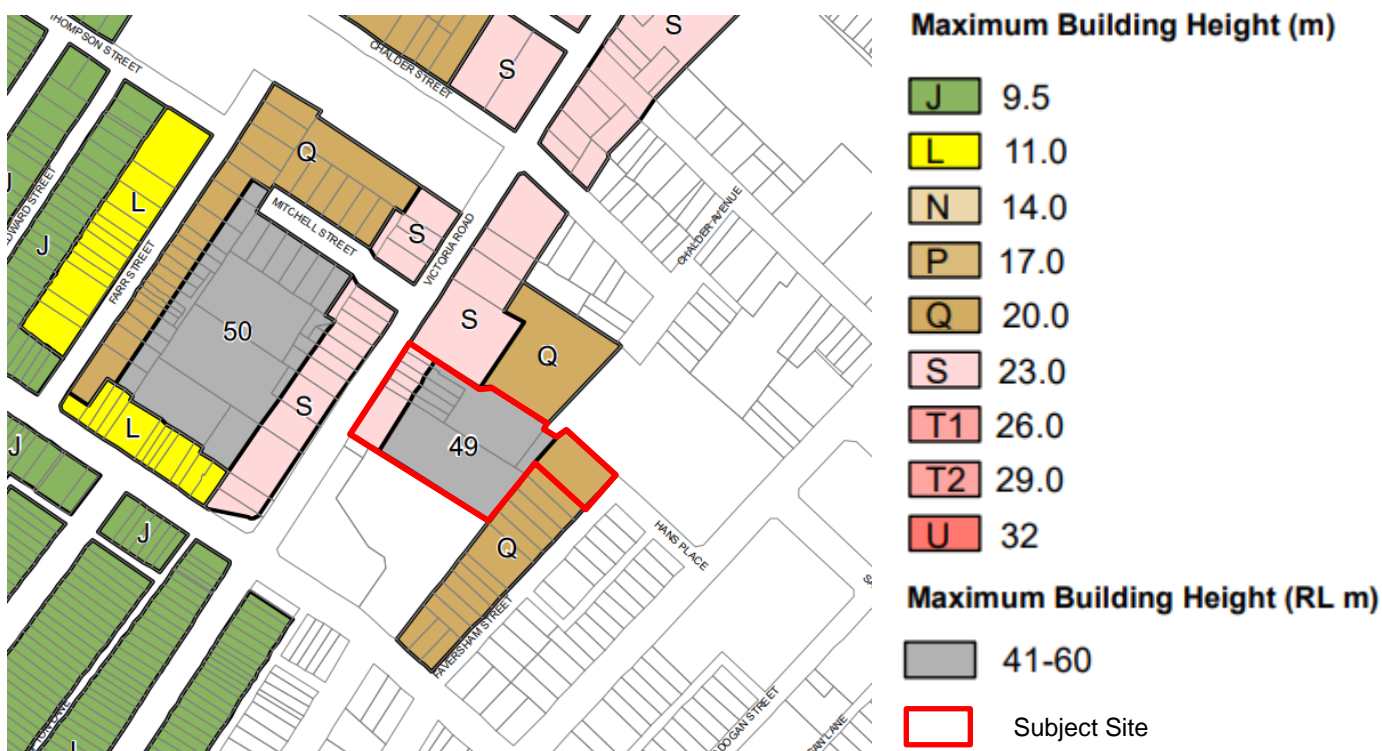 THOMPSON STREET
CHALDER STREET
S
S
J
L
Q
MITCHELL STREET
S
VICTORIA ROAD
CHALDER AVENUE
EDWARD STREET
J
FARR STREET
50
S
Q
S
L
49
J
J
Q
HANS PLACE
FAVERSHAM STREET
Maximum Building Height (m)
J 9.5
L 11.0
N 14.0
P 17.0
Q 20.0
S 23.0
T1 26.0
T2 29.0
U 32
Maximum Building Height (RL m)
41-60
Subject Site